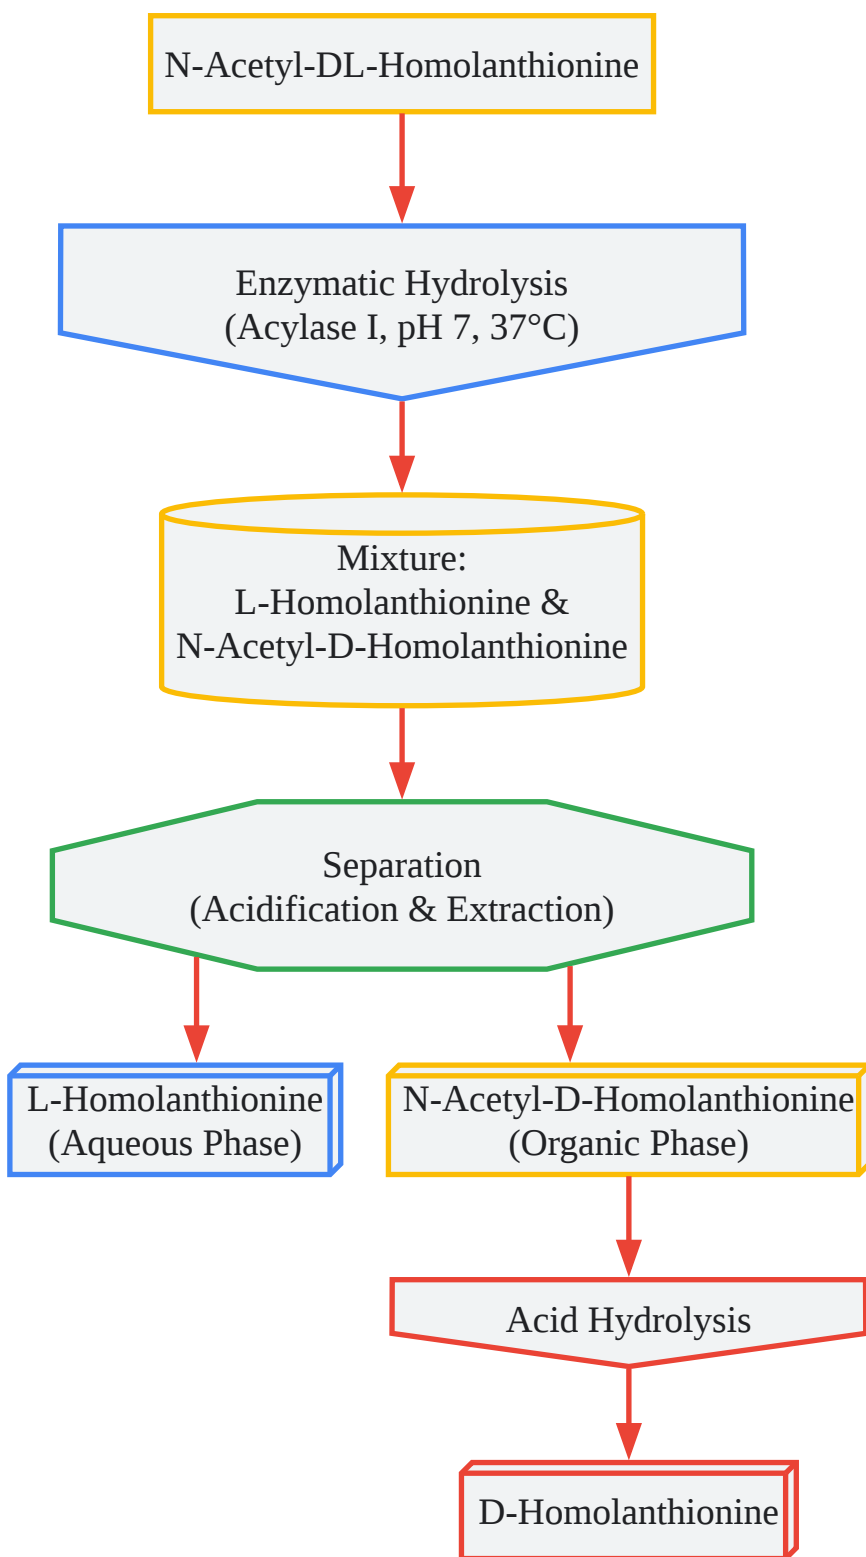 N-Acetyl-DL-Homolanthionine
Enzymatic Hydrolysis
(Acylase I, pH 7, 37°C)
Mixture:
L-Homolanthionine &
N-Acetyl-D-Homolanthionine
Separation
(Acidification & Extraction)
L-Homolanthionine
(Aqueous Phase)
N-Acetyl-D-Homolanthionine
(Organic Phase)
Acid Hydrolysis
D-Homolanthionine